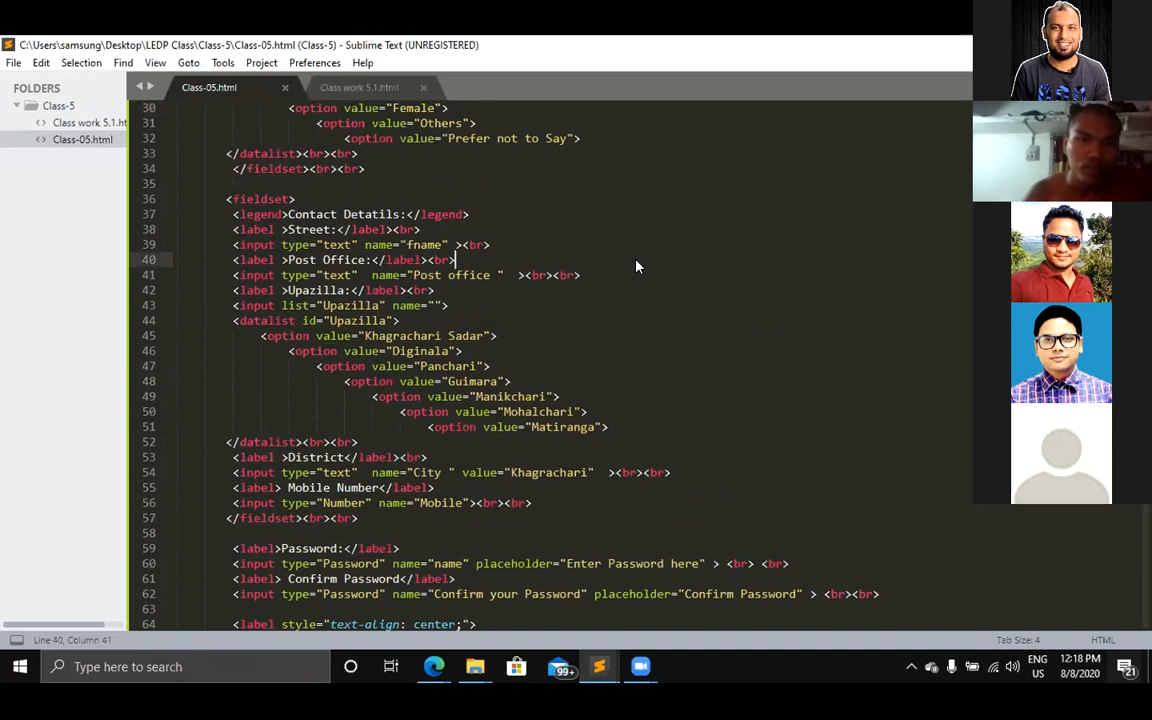 C:\Users\samsung\Desktop\LEDP Class\Class-5\Class-05.html (Class-5) - Sublime Text (UNREGISTERED)
File Edit Selection Find View Goto Tools Project Preferences Help
FOLDERS
Class-5
Class work 5.1.ht
Class-05.html
Class-05.html × Class work 5.1.html ×
30 <option value="Female">
31 <option value="Others">
32 <option value="Prefer not to Say">
33 </datalist><br><br>
34 </fieldset><br><br>
35
36 <fieldset>
37 <legend>Contact Detatils:</legend>
38 <label >Street:</label><br>
39 <input type="text" name="fname" ><br>
40 <label >Post Office:</label><br>
41 <input type="text"  name="Post office "  ><br><br>
42 <label >Upazilla:</label><br>
43 <input list="Upazilla" name="">
44 <datalist id="Upazilla">
45 <option value="Khagrachari Sadar">
46 <option value="Diginala">
47 <option value="Panchari">
48 <option value="Guimara">
49 <option value="Manikchari">
50 <option value="Mohalchari">
51 <option value="Matiranga">
52 </datalist><br><br>
53 <label >District</label><br>
54 <input type="text"  name="City " value="Khagrachari"  ><br><br>
55 <label> Mobile Number</label>
56 <input type="Number" name="Mobile"><br><br>
57 </fieldset><br><br>
58
59 <label>Password:</label>
60 <input type="Password" name="name" placeholder="Enter Password here" > <br> <br>
61 <label> Confirm Password</label>
62 <input type="Password" name="Confirm your Password" placeholder="Confirm Password" > <br><br>
63
64 <label style="text-align: center;">
Line 40, Column 41 Tab Size: 4 HTML
Type here to search
99+
ENG
US
12:18 PM
8/8/2020
21